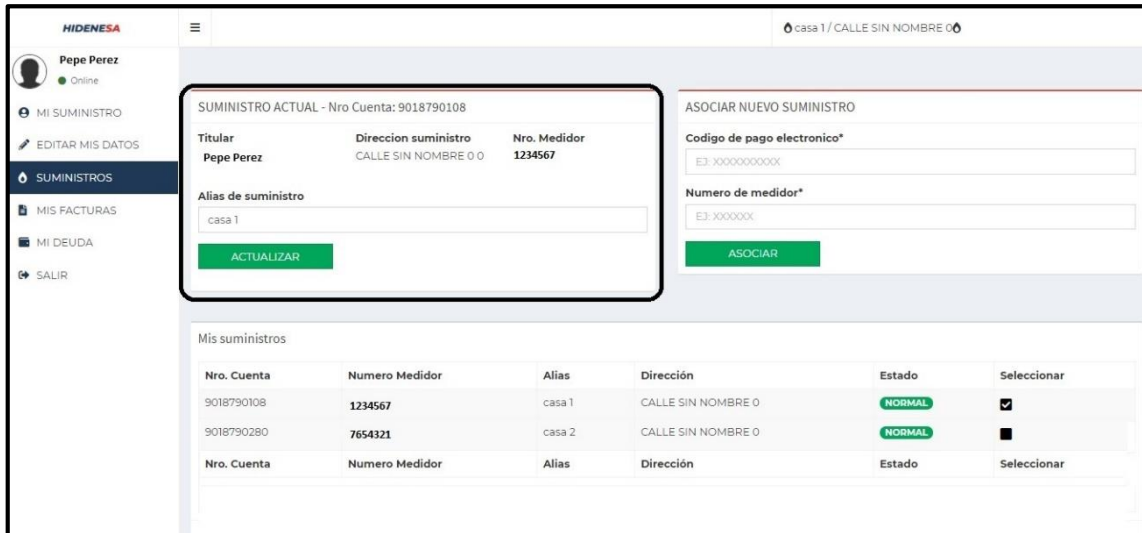 HIDENESA
casa 1 / CALLE SIN NOMBRE 0
Pepe Perez
Online
MI SUMINISTRO
EDITAR MIS DATOS
SUMINISTROS
MIS FACTURAS
MI DEUDA
SALIR
SUMINISTRO ACTUAL - Nro Cuenta: 9018790108
Titular Direccion suministro Nro. Medidor
Pepe Perez CALLE SIN NOMBRE 0 0 1234567
Alias de suministro
casa 1
ACTUALIZAR
ASOCIAR NUEVO SUMINISTRO
Codigo de pago electronico*
EJ: XXXXXXXXXX
Numero de medidor*
EJ: XXXXXX
ASOCIAR
Mis suministros
Nro. Cuenta Numero Medidor Alias Dirección Estado Seleccionar
9018790108 1234567 casa 1 CALLE SIN NOMBRE 0 NORMAL
9018790280 7654321 casa 2 CALLE SIN NOMBRE 0 NORMAL
Nro. Cuenta Numero Medidor Alias Dirección Estado Seleccionar